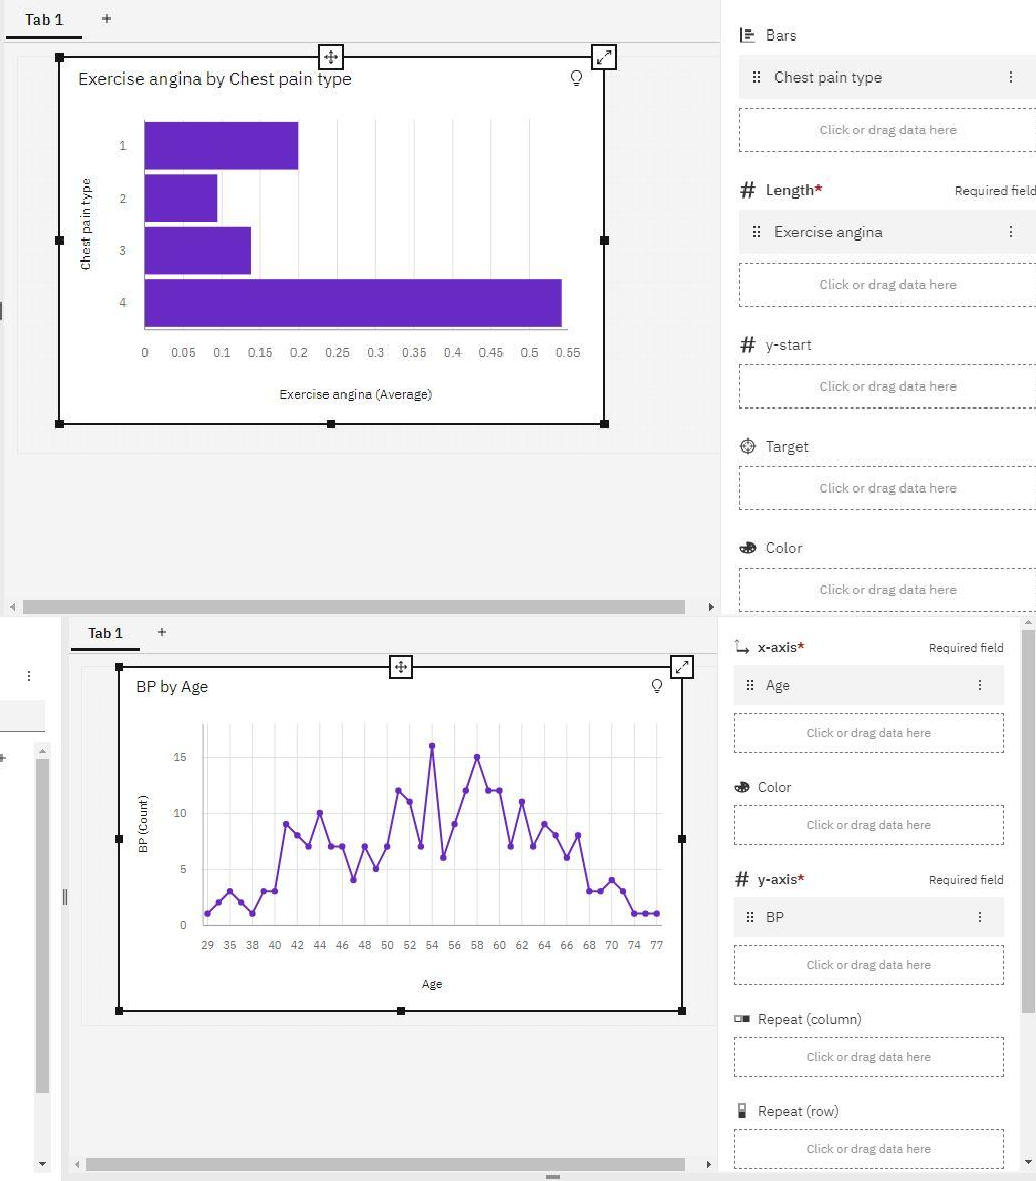 Tab 1 +
Exercise angina by Chest pain type
Chest pain type
1
2
3
4
0 0.05 0.1 0.15 0.2 0.25 0.3 0.35 0.4 0.45 0.5 0.55
Exercise angina (Average)
Bars
Chest pain type
Click or drag data here
# Length* Required field
Exercise angina
Click or drag data here
# y-start
Click or drag data here
Target
Click or drag data here
Color
Click or drag data here
Tab 1 +
BP by Age
BP (Count)
15
10
5
0
29 35 38 40 42 44 46 48 50 52 54 56 58 60 62 64 66 68 70 74 77
Age
x-axis* Required field
Age
Click or drag data here
Color
Click or drag data here
# y-axis* Required field
BP
Click or drag data here
Repeat (column)
Click or drag data here
Repeat (row)
Click or drag data here